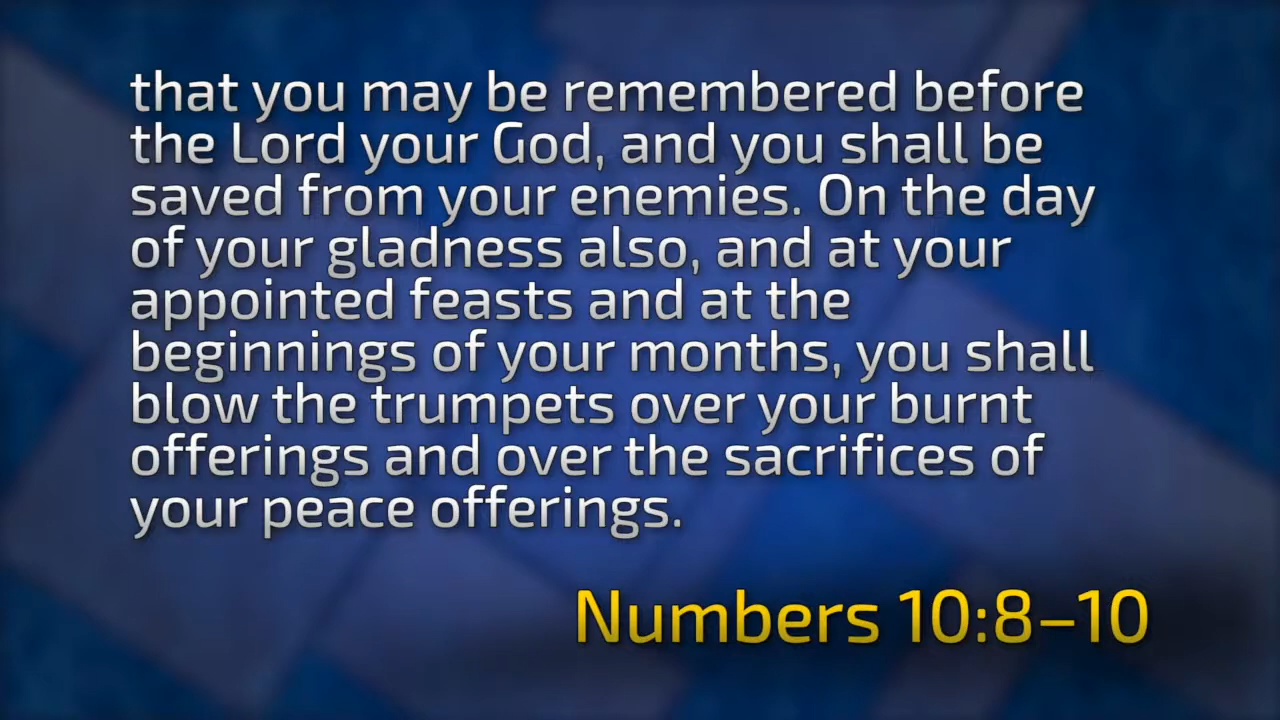 that you may be remembered before
the Lord your God, and you shall be
saved from your enemies. On the day
of your gladness also, and at your
appointed feasts and at the
beginnings of your months, you shall
blow the trumpets over your burnt
offerings and over the sacrifices of
your peace offerings.
Numbers 10:8–10